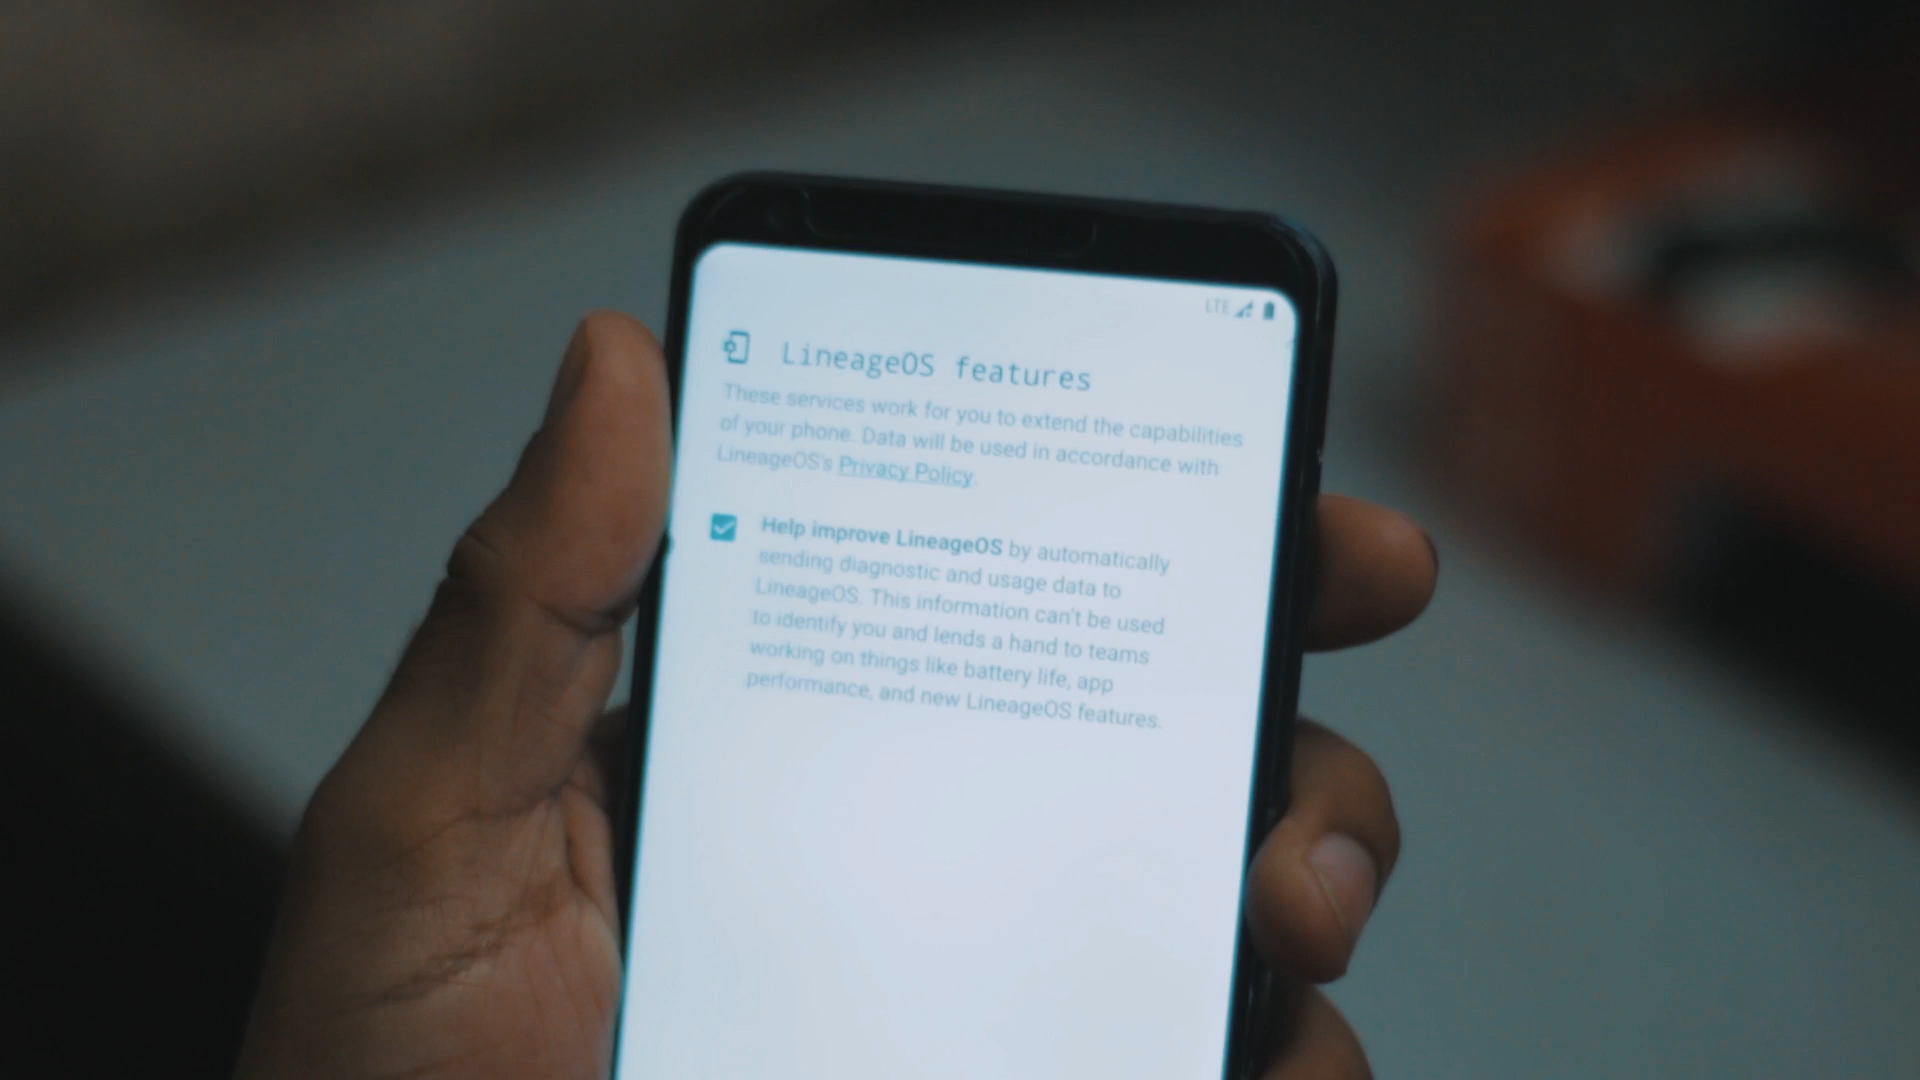 LTE
LineageOS features
These services work for you to extend the capabilities
of your phone. Data will be used in accordance with
LineageOS's Privacy Policy.
Help improve LineageOS by automatically
sending diagnostic and usage data to
LineageOS. This information can't be used
to identify you and lends a hand to teams
working on things like battery life, app
performance, and new LineageOS features.